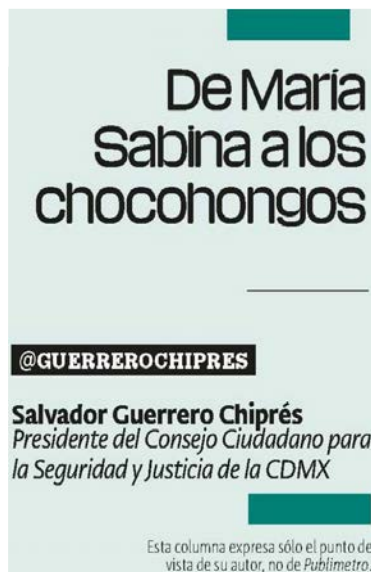 De María
Sabina a los
chocohongos
@GUERREROCHIPRES
Salvador Guerrero Chiprés
Presidente del Consejo Ciudadano para
la Seguridad y Justicia de la CDMX
Esta columna expresa sólo el punto de
vista de su autor, no de Publimetro.